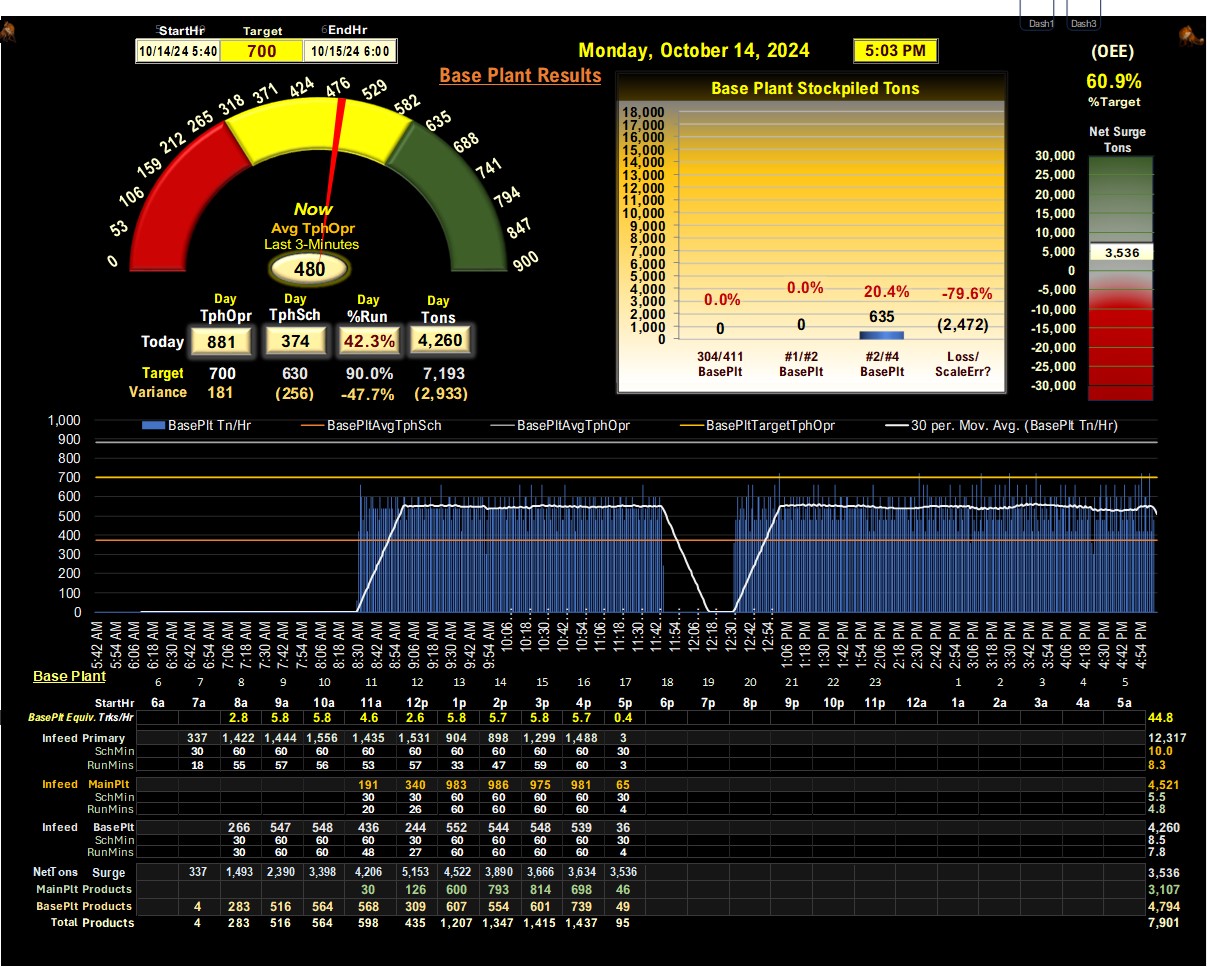 Dash1 Dash3
StartHr Target EndHr
10/14/24 5:40 700 10/15/24 6:00
Monday, October 14, 2024 5:03 PM
(OEE)
60.9%
%Target
Base Plant Results
0 53 106 159 212 265 318 371 424 476 529 582 635 688 741 794 847 900
Now
Avg TphOpr
Last 3-Minutes
480
Base Plant Stockpiled Tons
18,000
17,000
16,000
15,000
14,000
13,000
12,000
11,000
10,000
9,000
8,000
7,000
6,000
5,000
4,000
3,000
2,000
1,000
0
0.0% 0.0% 20.4% -79.6%
0 0 635 (2,472)
304/411 #1/#2 #2/#4 Loss/
BasePlt BasePlt BasePlt ScaleErr?
Net Surge
Tons
30,000
25,000
20,000
15,000
10,000
5,000
0
-5,000
-10,000
-15,000
-20,000
-25,000
-30,000
3,536
Day Day Day Day
TphOpr TphSch %Run Tons
Today 881 374 42.3% 4,260
Target 700 630 90.0% 7,193
Variance 181 (256) -47.7% (2,933)
BasePlt Tn/Hr BasePltAvgTphSch BasePltAvgTphOpr BasePltTargetTphOpr 30 per. Mov. Avg. (BasePlt Tn/Hr)
1,000
900
800
700
600
500
400
300
200
100
0
5:42 AM 5:54 AM 6:06 AM 6:18 AM 6:30 AM 6:42 AM 6:54 AM 7:06 AM 7:18 AM 7:30 AM 7:42 AM 7:54 AM 8:06 AM 8:18 AM 8:30 AM 8:42 AM 8:54 AM 9:06 AM 9:18 AM 9:30 AM 9:42 AM 9:54 AM 10:06... 10:18... 10:30... 10:42... 10:54... 11:06... 11:18... 11:30... 11:42... 11:54... 12:06... 12:18... 12:30... 12:42... 12:54... 1:06 PM 1:18 PM 1:30 PM 1:42 PM 1:54 PM 2:06 PM 2:18 PM 2:30 PM 2:42 PM 2:54 PM 3:06 PM 3:18 PM 3:30 PM 3:42 PM 3:54 PM 4:06 PM 4:18 PM 4:30 PM 4:42 PM 4:54 PM
Base Plant
6 7 8 9 10 11 12 13 14 15 16 17 18 19 20 21 22 23 1 2 3 4 5
StartHr 6a 7a 8a 9a 10a 11a 12p 1p 2p 3p 4p 5p 6p 7p 8p 9p 10p 11p 12a 1a 2a 3a 4a 5a
BasePlt Equiv. Trks/Hr 2.8 5.8 5.8 4.6 2.6 5.8 5.7 5.8 5.7 0.4 44.8
Infeed Primary 337 1,422 1,444 1,556 1,435 1,531 904 898 1,299 1,488 3 12,317
SchMin 30 60 60 60 60 60 60 60 60 60 30 10.0
RunMins 18 55 57 56 53 57 33 47 59 60 3 8.3
Infeed MainPlt 191 340 983 986 975 981 65 4,521
SchMin 30 30 60 60 60 60 30 5.5
RunMins 20 26 60 60 60 60 4 4.8
Infeed BasePlt 266 547 548 436 244 552 544 548 539 36 4,260
SchMin 30 60 60 60 30 60 60 60 60 30 8.5
RunMins 30 60 60 48 27 60 60 60 60 4 7.8
NetTons Surge 337 1,493 2,390 3,398 4,206 5,153 4,522 3,890 3,666 3,634 3,536 3,536
MainPlt Products 30 126 600 793 814 698 46 3,107
BasePlt Products 4 283 516 564 568 309 607 554 601 739 49 4,794
Total Products 4 283 516 564 598 435 1,207 1,347 1,415 1,437 95 7,901